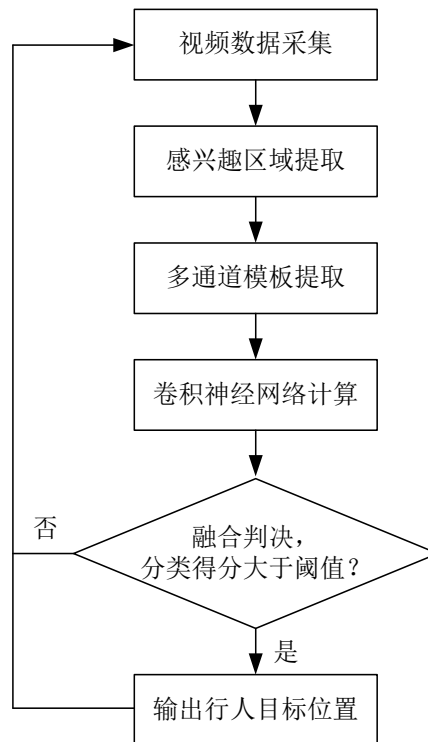 视频数据采集
感兴趣区域提取
多通道模板提取
卷积神经网络计算
否
融合判决，
分类得分大于阈值？
是
输出行人目标位置